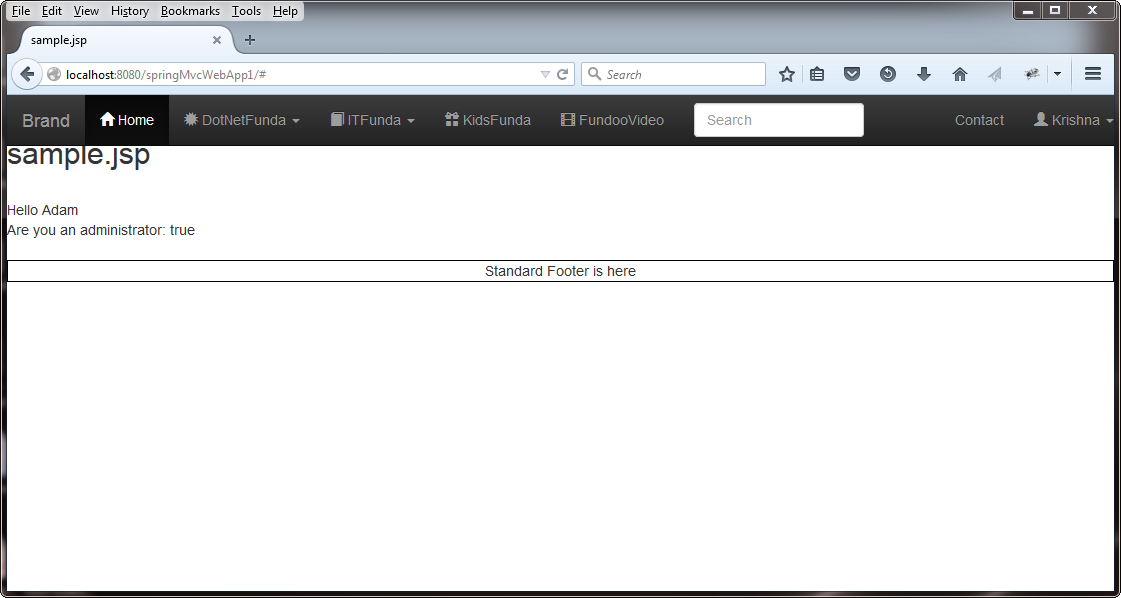 File Edit View History Bookmarks Tools Help
sample.jsp
localhost:8080/springMvcWebApp1/# Search
Brand Home DotNetFunda ITFunda KidsFunda FundooVideo Search Contact Krishna
sample.jsp
Hello Adam
Are you an administrator: true
Standard Footer is here